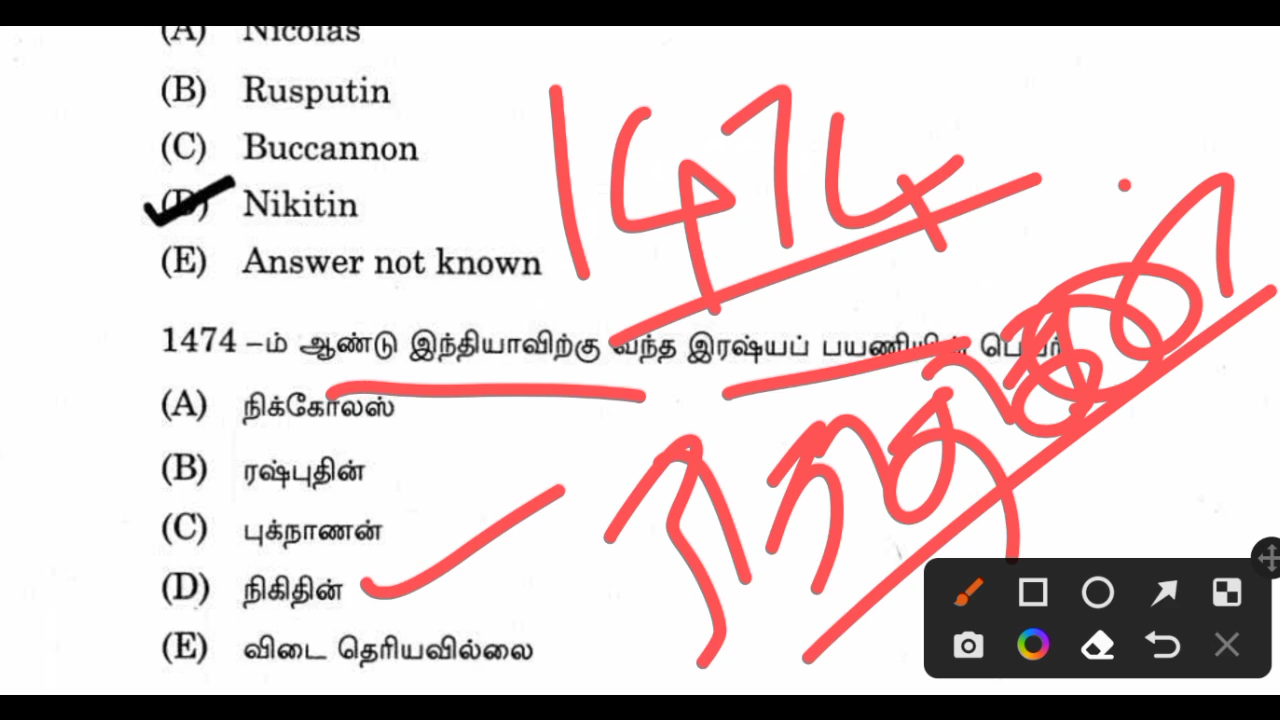 (A) Nicolas
(B) Rusputin
(C) Buccannon
(D) Nikitin
(E) Answer not known
1474
1474 –ம் ஆண்டு இந்தியாவிற்கு வந்த இரஷ்யப் பயணியின் பெயர்
(A) நிக்கோலஸ்
(B) ரஷ்புதின்
(C) புக்நாணன்
(D) நிகிதின்
(E) விடை தெரியவில்லை